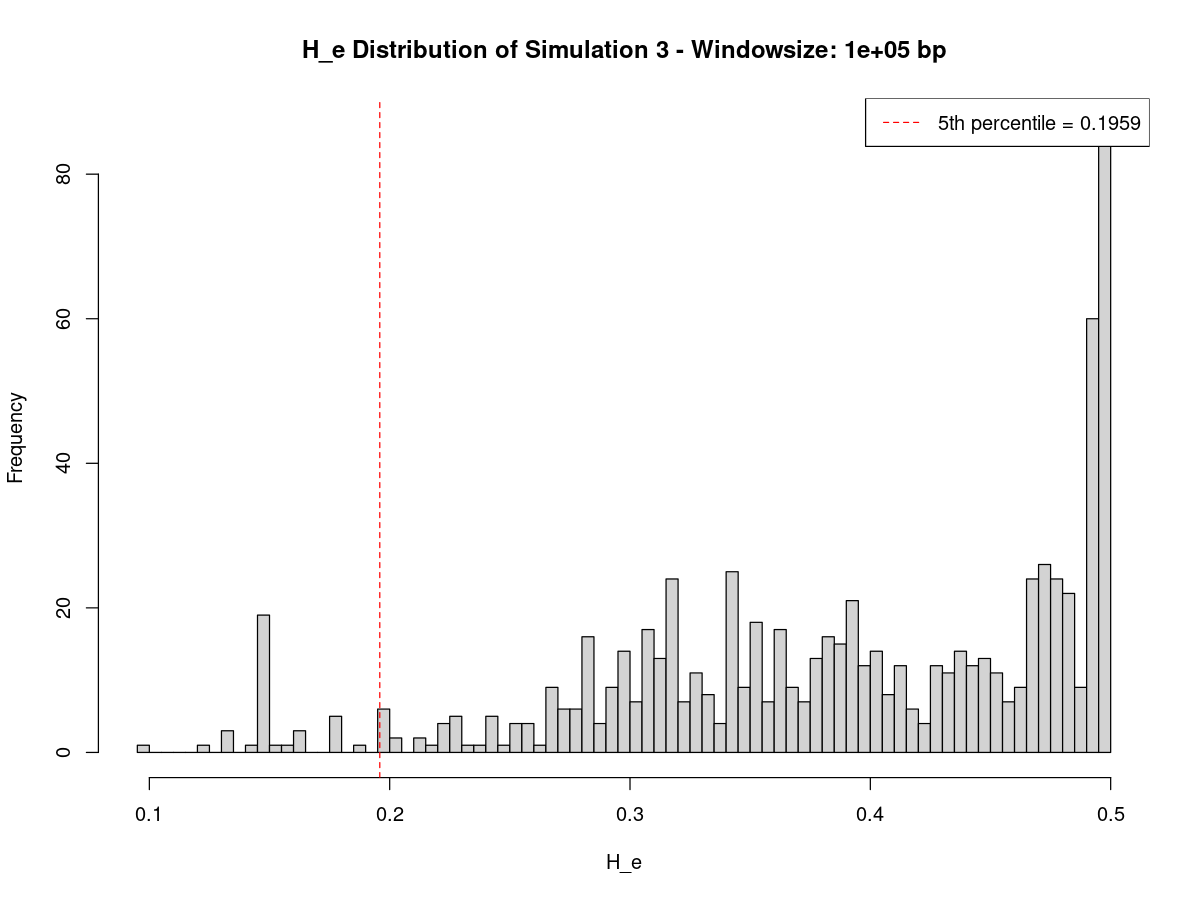 H_e Distribution of Simulation 3 - Windowsize: 1e+05 bp
5th percentile = 0.1959
Frequency
80
60
40
20
0
0.1 0.2 0.3 0.4 0.5
H_e